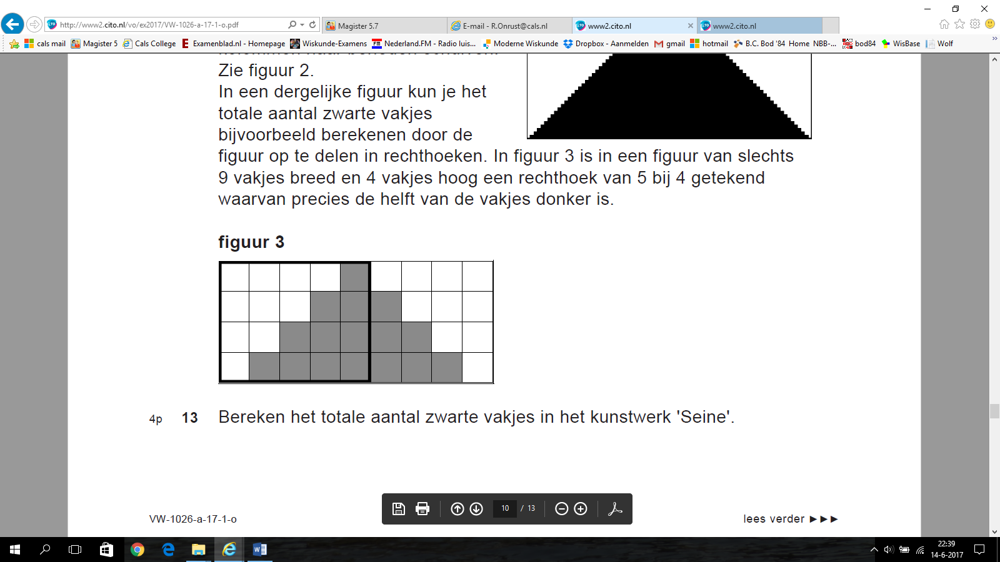 http://www2.cito.nl/vo/ex2017/VW-1026-a-17-1-o.pdf
Magister 5.7
E-mail - R.Onrust@cals.nl
www2.cito.nl
www2.cito.nl
cals mail
Magister 5
Cals College
Examenblad.nl - Homepage
Wiskunde-Examens
Nederland.FM - Radio luis...
Moderne Wiskunde
Dropbox - Aanmelden
gmail
hotmail
B.C. Bod '84 Home NBB-...
bod84
WisBase
Wolf
Zie figuur 2.
In een dergelijke figuur kun je het
totale aantal zwarte vakjes
bijvoorbeeld berekenen door de
figuur op te delen in rechthoeken. In figuur 3 is in een figuur van slechts
9 vakjes breed en 4 vakjes hoog een rechthoek van 5 bij 4 getekend
waarvan precies de helft van de vakjes donker is.
figuur 3
4p 13 Bereken het totale aantal zwarte vakjes in het kunstwerk 'Seine'.
10 / 13
VW-1026-a-17-1-o
lees verder ►►►
22:39
14-6-2017